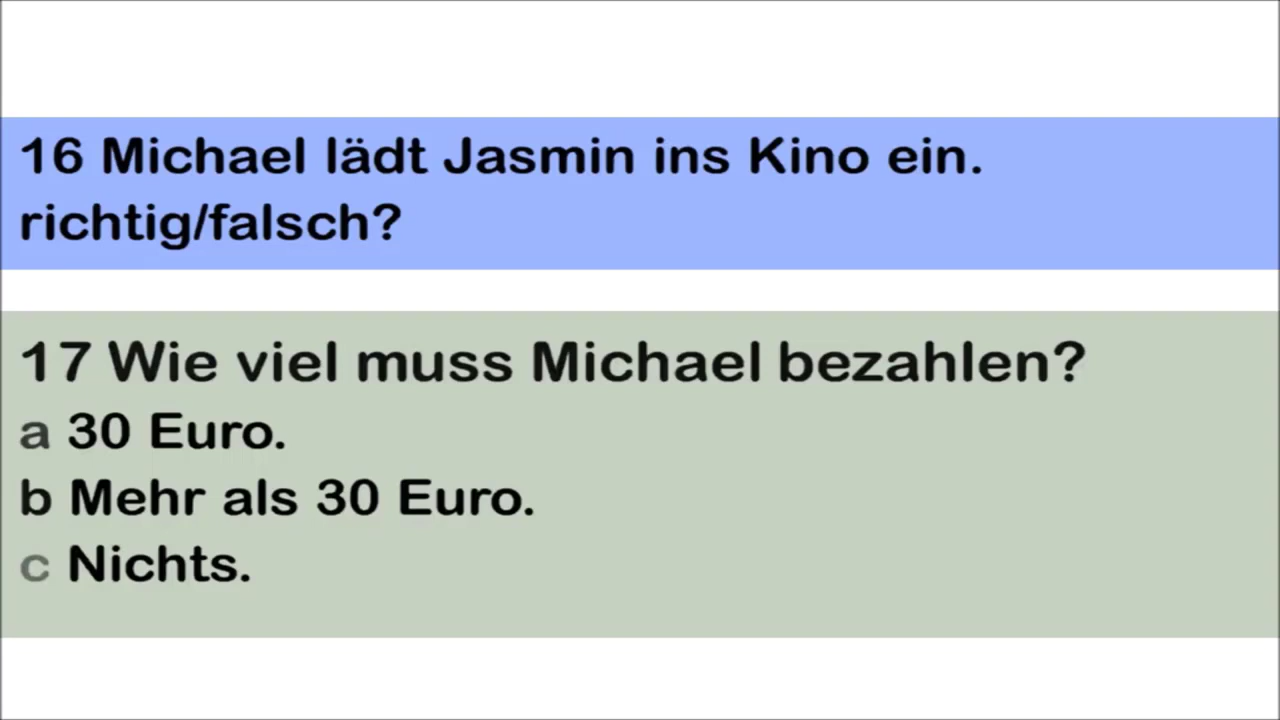 16 Michael lädt Jasmin ins Kino ein.
richtig/falsch?
17 Wie viel muss Michael bezahlen?
a 30 Euro.
b Mehr als 30 Euro.
c Nichts.